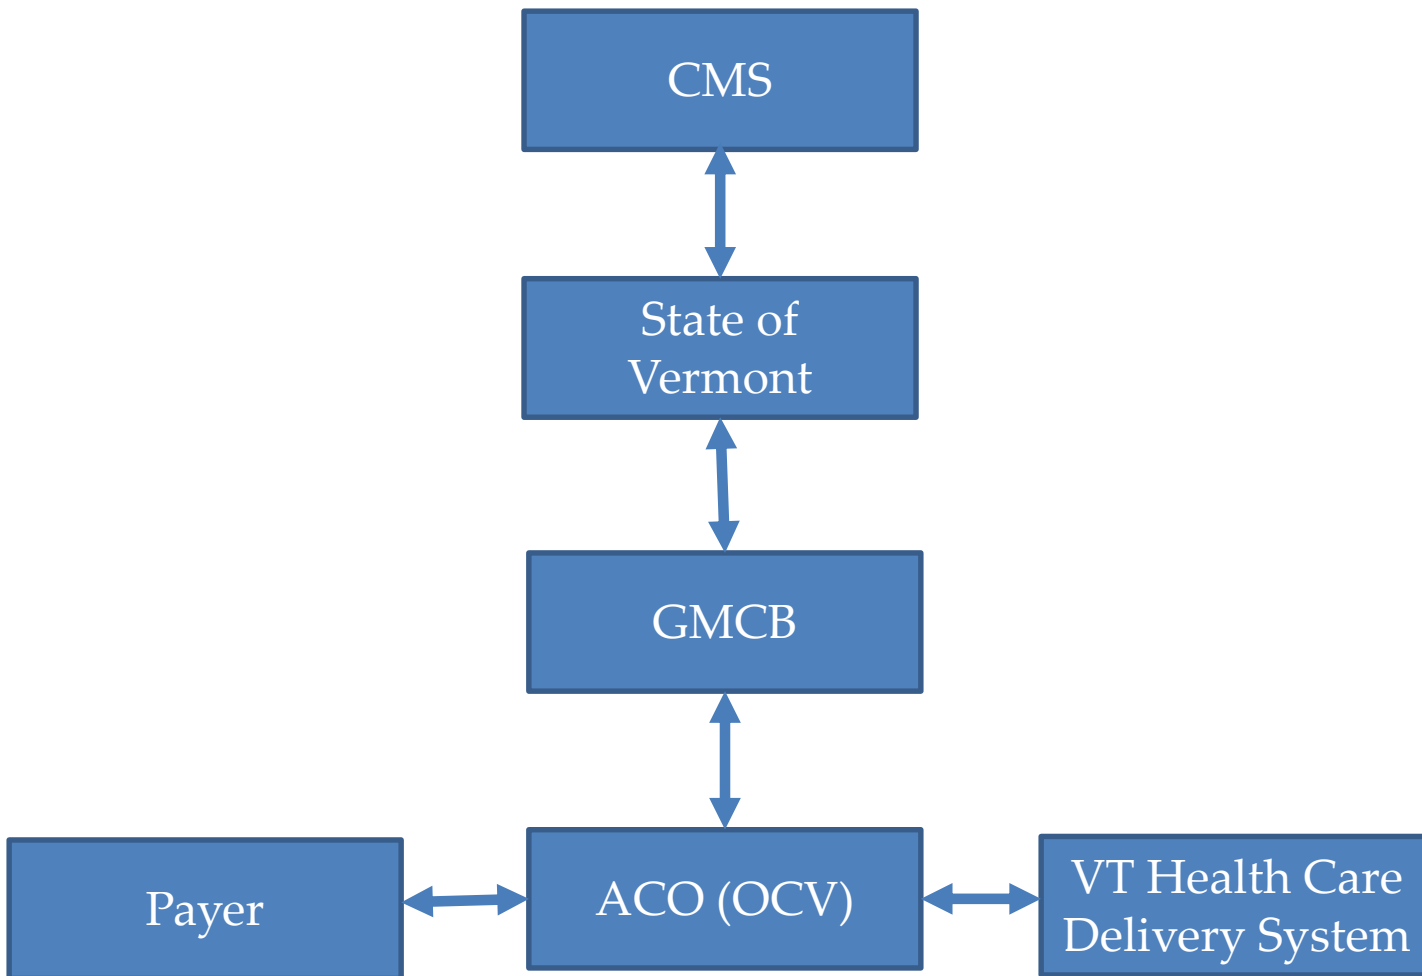 CMS
State of
Vermont
GMCB
Payer
ACO (OCV)
VT Health Care
Delivery System